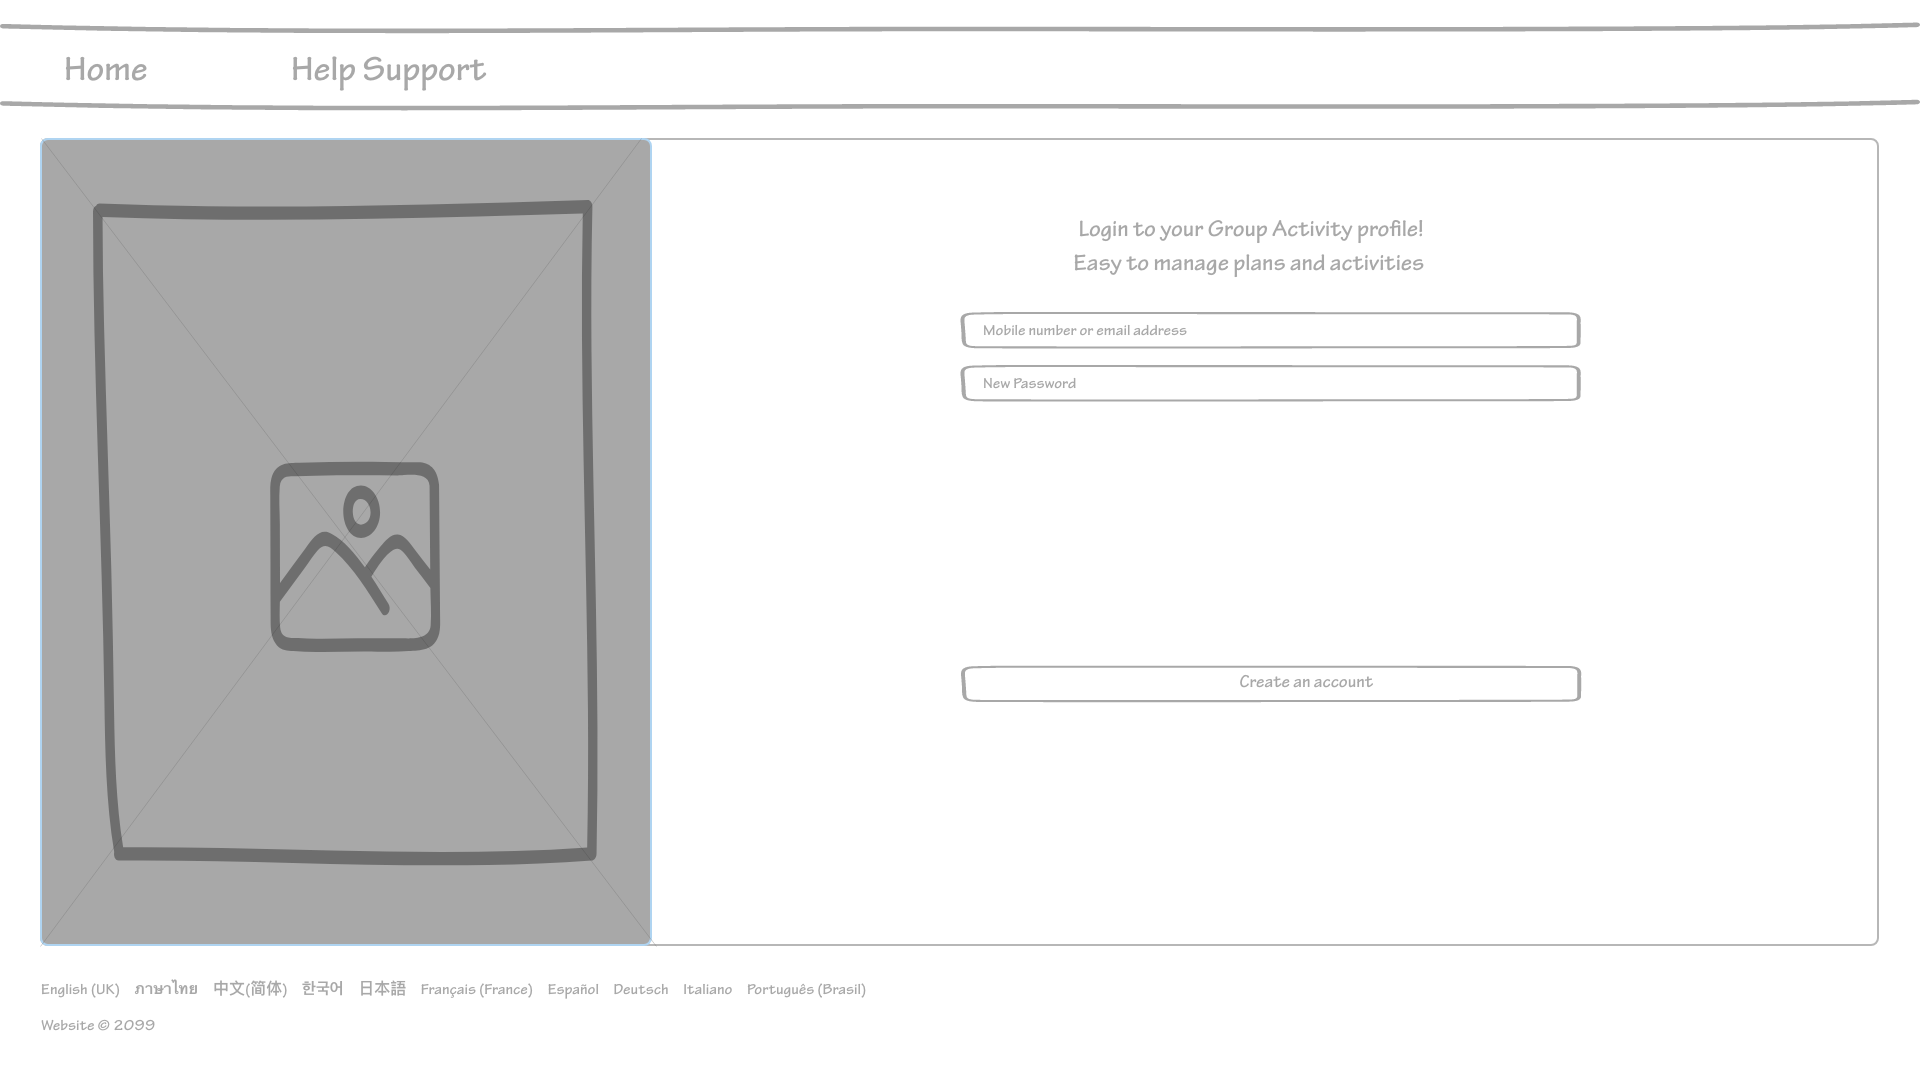 Home Help Support
Login to your Group Activity profile!
Easy to manage plans and activities
Mobile number or email address
New Password
Create an account
English (UK) ภาษาไทย 中文(简体) 한국어 日本語 Français (France) Español Deutsch Italiano Português (Brasil)
Website © 2099